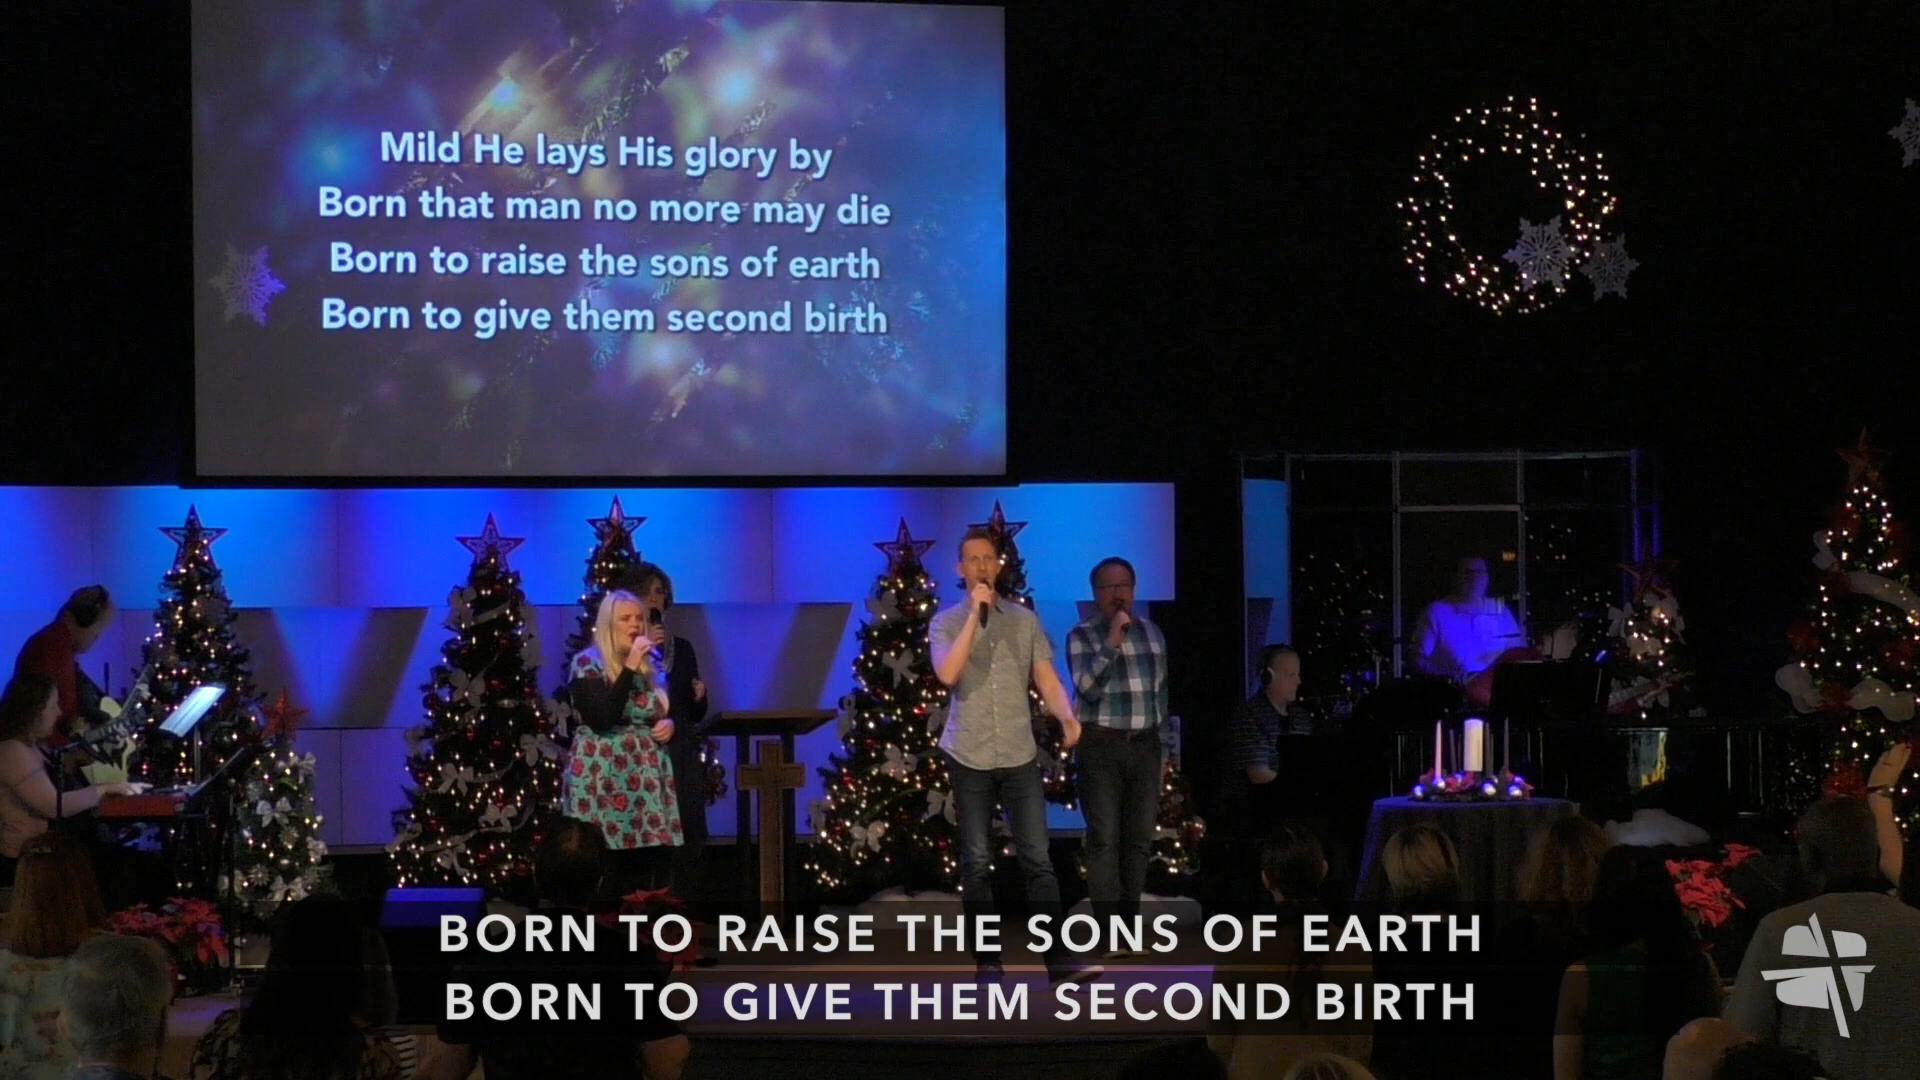 Mild He lays His glory by
Born that man no more may die
Born to raise the sons of earth
Born to give them second birth
BORN TO RAISE THE SONS OF EARTH
BORN TO GIVE THEM SECOND BIRTH